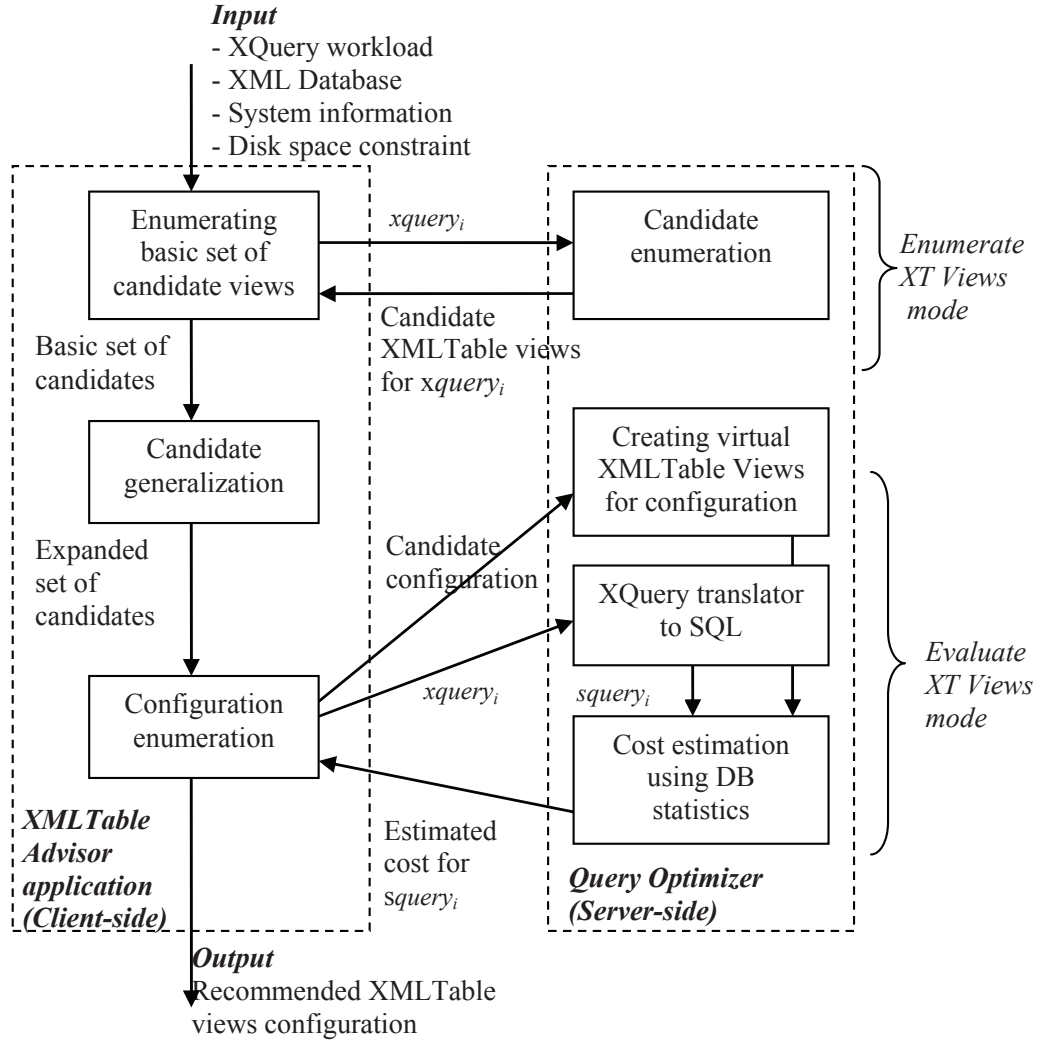 Input
- XQuery workload
- XML Database
- System information
- Disk space constraint
Enumerating
basic set of
candidate views
xqueryᵢ
Candidate
enumeration
Enumerate
XT Views
mode
Candidate
XMLTable views
for xqueryᵢ
Basic set of
candidates
Candidate
generalization
Creating virtual
XMLTable Views
for configuration
Expanded
set of
candidates
Candidate
configuration
XQuery translator
to SQL
Evaluate
XT Views
mode
Configuration
enumeration
xqueryᵢ
squeryᵢ
Cost estimation
using DB
statistics
Estimated
cost for
squeryᵢ
XMLTable
Advisor
application
(Client-side)
Query Optimizer
(Server-side)
Output
Recommended XMLTable
views configuration